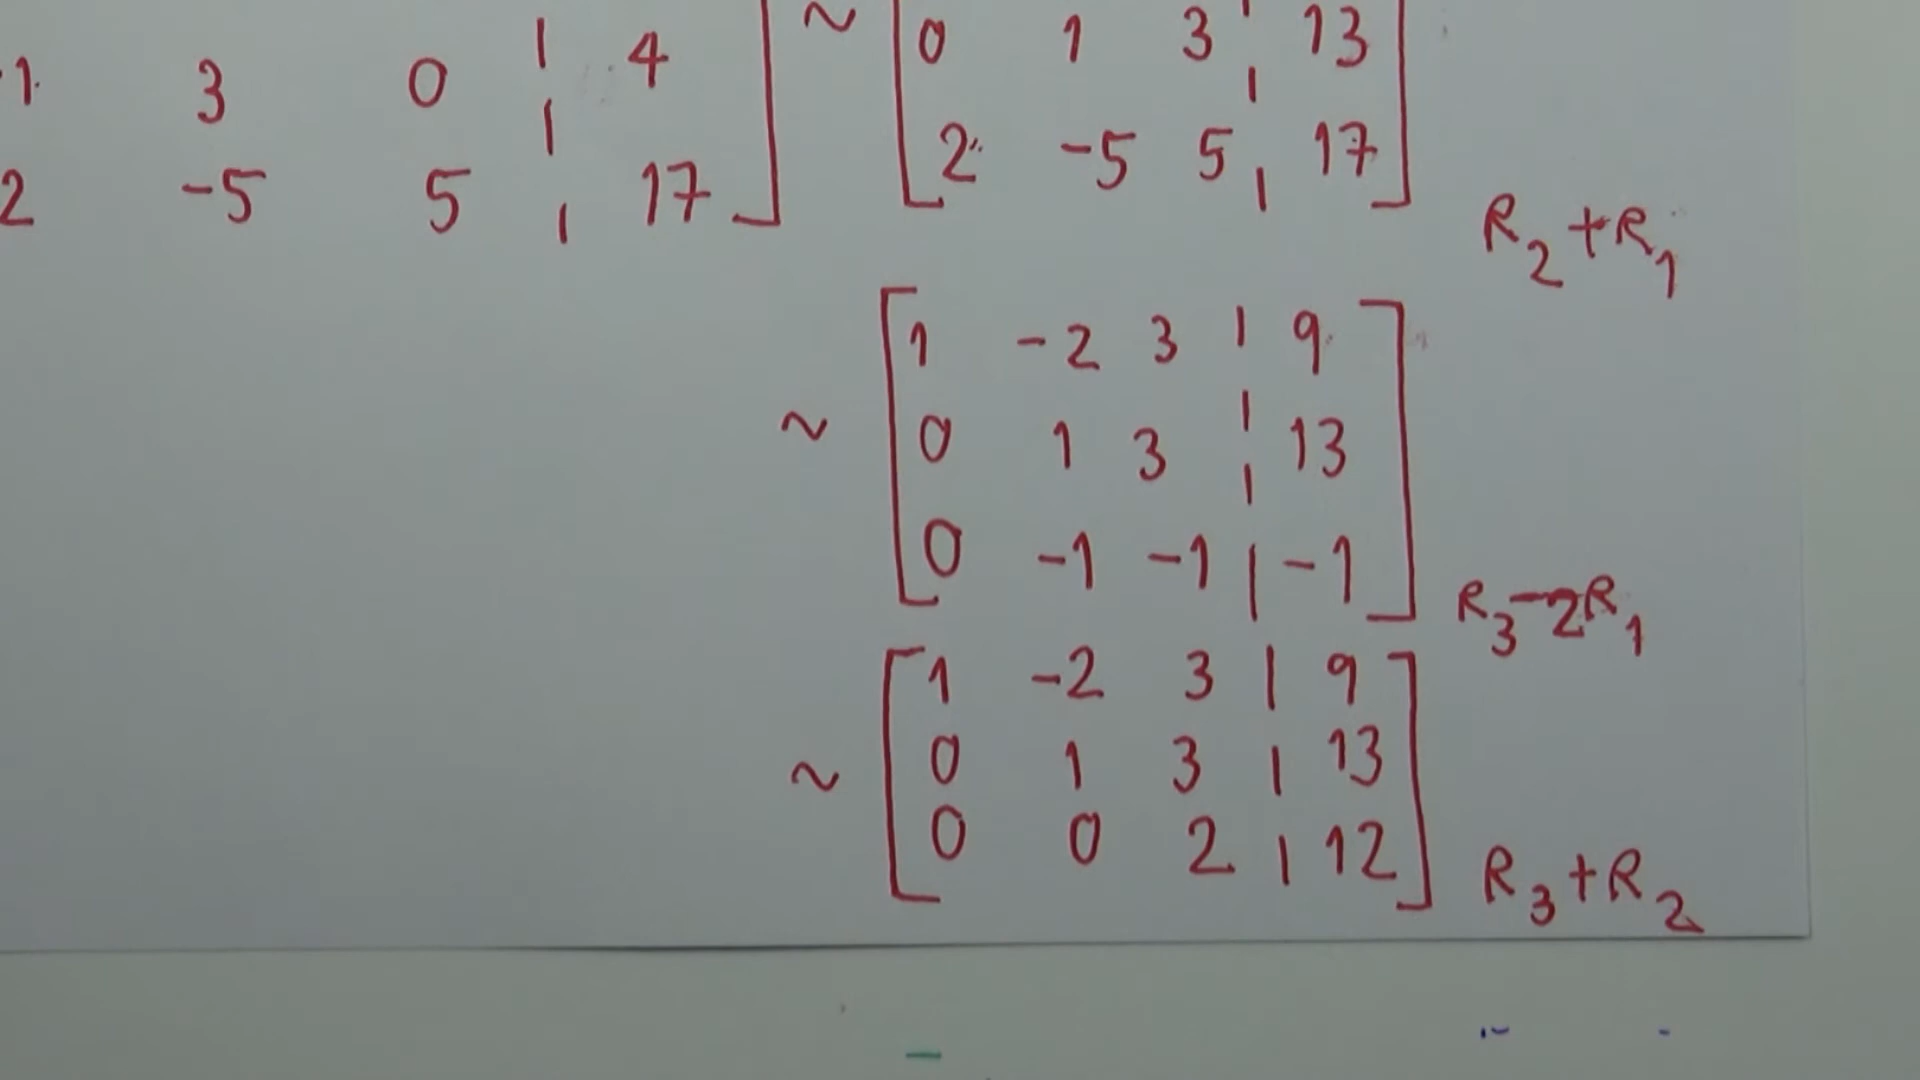 1 3 0 | 4 ] ~ [ 0 1 3 | 13 ]
2 -5 5 | 17 ] [ 2 -5 5 | 17 ]
R₂+R₁
[ 1 -2 3 | 9 ]
~ [ 0 1 3 | 13 ]
[ 0 -1 -1 | -1 ]
R₃-2R₁
[ 1 -2 3 | 9 ]
~ [ 0 1 3 | 13 ]
[ 0 0 2 | 12 ]
R₃+R₂